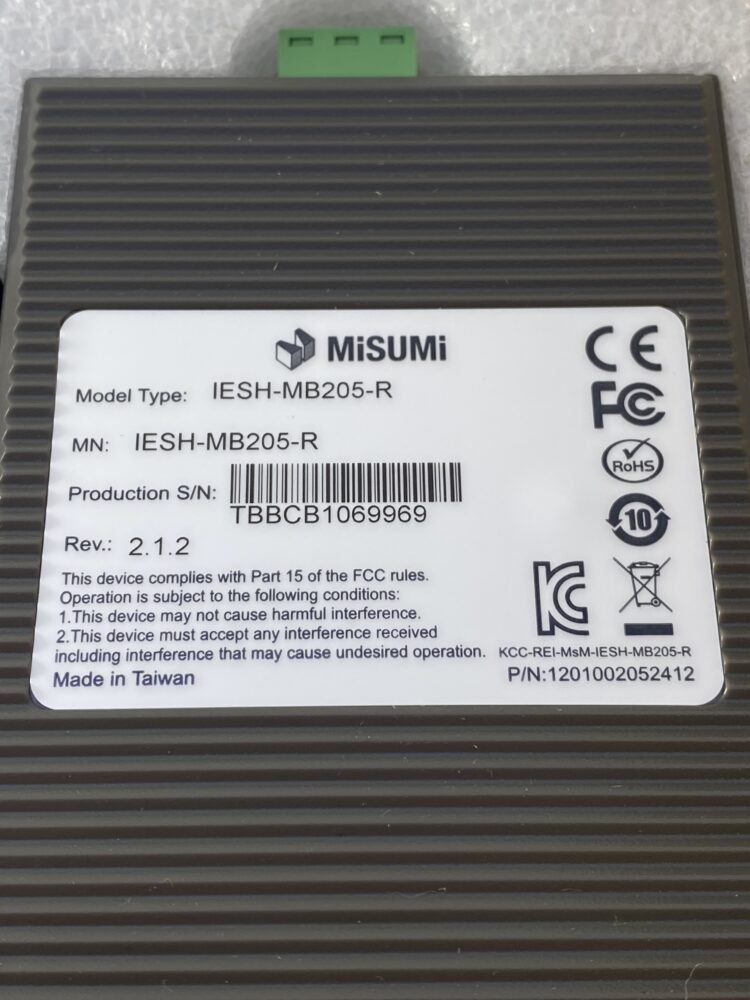 MiSUMi
Model Type: IESH-MB205-R
MN: IESH-MB205-R
Production S/N:
TBBCB1069969
Rev.: 2.1.2
This device complies with Part 15 of the FCC rules.
Operation is subject to the following conditions:
1.This device may not cause harmful interference.
2.This device must accept any interference received
including interference that may cause undesired operation.
Made in Taiwan
CE
FC
RoHS
10
KC
KCC-REI-MsM-IESH-MB205-R
P/N:1201002052412